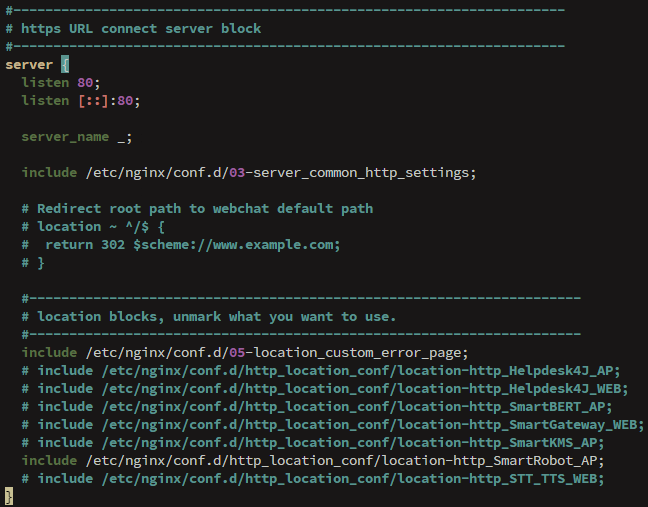 #-------------------------------------------------------------------
# https URL connect server block
#-------------------------------------------------------------------
server {
  listen 80;
  listen [::]:80;

  server_name _;

  include /etc/nginx/conf.d/03-server_common_http_settings;

  # Redirect root path to webchat default path
  # location ~ ^/$ {
  #  return 302 $scheme://www.example.com;
  # }

  #-------------------------------------------------------------------
  # location blocks, unmark what you want to use.
  #-------------------------------------------------------------------
  include /etc/nginx/conf.d/05-location_custom_error_page;
  # include /etc/nginx/conf.d/http_location_conf/location-http_Helpdesk4J_AP;
  # include /etc/nginx/conf.d/http_location_conf/location-http_Helpdesk4J_WEB;
  # include /etc/nginx/conf.d/http_location_conf/location-http_SmartBERT_AP;
  # include /etc/nginx/conf.d/http_location_conf/location-http_SmartGateway_WEB;
  # include /etc/nginx/conf.d/http_location_conf/location-http_SmartKMS_AP;
  include /etc/nginx/conf.d/http_location_conf/location-http_SmartRobot_AP;
  # include /etc/nginx/conf.d/http_location_conf/location-http_STT_TTS_WEB;
}